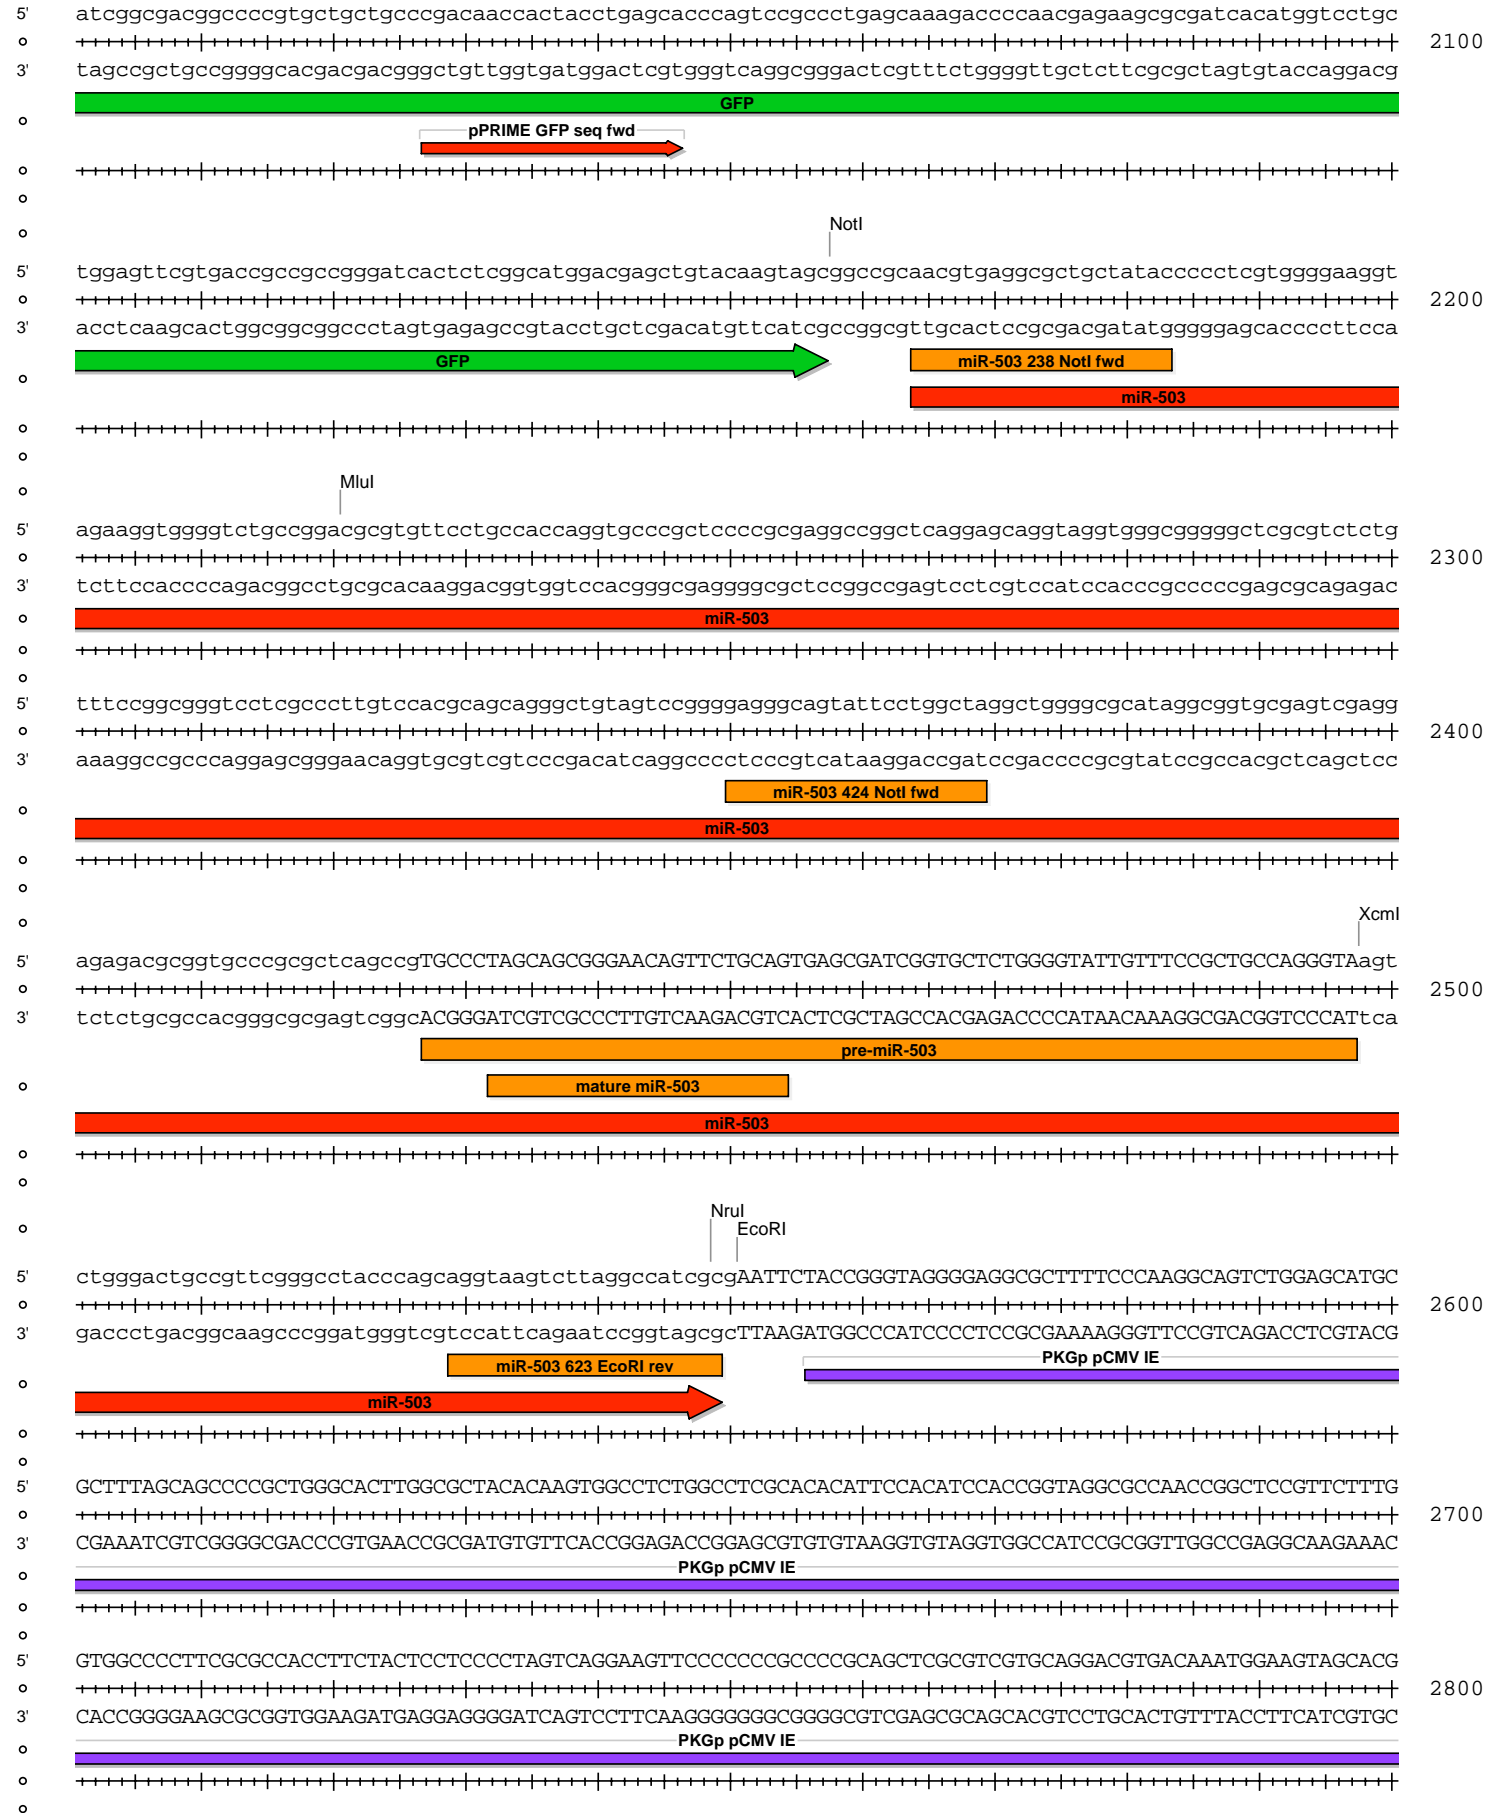 5' atcggcgacggccccgtgctgctgcccgacaaccactacctgagcacccagtccgccctgagcaaagaccccaacgagaagcgcgatcacatggtcctgc
2100
3' tagccgctgccggggcacgacgacgggctgttggtgatggactcgtgggtcaggcgggactcgtttctggggttgctcttcgcgctagtgtaccaggacg
GFP
pPRIME GFP seq fwd
NotI
5' tggagttcgtgaccgccgccgggatcactctcggcatggacgagctgtacaagtagcggccgcaacgtgaggcgctgctatacccccctcgtggggaaggt
2200
3' acctcaagcactggcggcggccctagtgagagccgtacctgctcgacatgttcatcgccggcgttgcactccgcgacgatatgggggagcaccccttcca
GFP
miR-503 238 NotI fwd
miR-503
MluI
5' agaaggtggggtctgccggacgcgtgttcctgccaccaggtgcccgctccccgcgaggccggctcaggagcaggtaggtgggcgggggctcgcgtctctg
2300
3' tcttccaccccagacggcctgcgcacaaggacggtggtccacgggcgaggggcgctccggccgagtcctcgtccatccacccgcccccgagcgcagagac
miR-503
5' tttccggcgggtcctcgcccttgtccacgcagcagggctgtagtccggggagggcagtattcctggctaggctggggcgcataggcggtgcgagtcgagg
2400
3' aaaggccgcccaggagcgggaacaggtgcgtcgtcccgacatcaggcccctcccgtcataaggaccgatccgaccccgcgtatccgccacgctcagctcc
miR-503 424 NotI fwd
miR-503
XcmI
5' agagacgcggtgcccgcgctcagccgTGCCCTAGCAGCGGGAACAGTTCTGCAGTGAGCGATCGGTGCTCTGGGGTATTGTTTCCGCTGCCAGGGTAagt
2500
3' tctctgcgccacgggcgcgagtcggcACGGGATCGTCGCCCTTGTCAAGACGTCACTCGCTAGCCACGAGACCCCATAACAAAGGCGACGGTCCCATtca
pre-miR-503
mature miR-503
miR-503
NruI
EcoRI
5' ctgggactgccgttcgggcctacccagcaggtaagtcttaggccatcgcgAATTCTACCGGGTAGGGGAGGCGCTTTTCCCAAGGCAGTCTGGAGCATGC
2600
3' gaccctgacggcaagcccggatgggtcgtccattcagaatccggtagcgcTTAAGATGGCCCATCCCCTCCGCGAAAAGGGTTCCGTCAGACCTCGTACG
miR-503 623 EcoRI rev
PKGp pCMV IE
miR-503
5' GCTTTAGCAGCCCCGCTGGGCACTTGGCGCTACACAAGTGGCCTCTGGCCTCGCACACATTCCACATCCACCGGTAGGCGCCAACCGGCTCCGTTCTTTG
2700
3' CGAAATCGTCGGGGCGACCCGTGAACCGCGATGTGTTCACCGGAGACCGGAGCGTGTGTAAGGTGTAGGTGGCCATCCGCGGTTGGCCGAGGCAAGAAAC
PKGp pCMV IE
5' GTGGCCCCTTCGCGCCACCTTCTACTCCTCCCCTAGTCAGGAAGTTCCCCCCCGCCCCGCAGCTCGCGTCGTGCAGGACGTGACAAATGGAAGTAGCACG
2800
3' CACCGGGGAAGCGCGGTGGAAGATGAGGAGGGGATCAGTCCTTCAAGGGGGGGCGGGGCGTCGAGCGCAGCACGTCCTGCACTGTTTACCTTCATCGTGC
PKGp pCMV IE